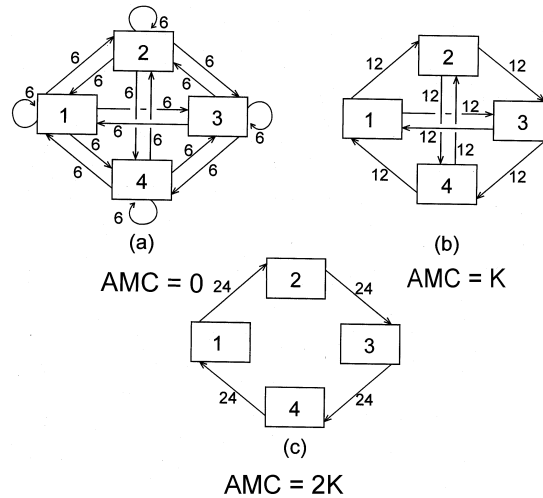 6
2
6 6
6 6
6 6
6 1 6 3 6
6
6 6
6 4 6
6
(a)
AMC = 0
12 2 12
12 12
1 12 12 3
12 4 12
(b)
AMC = K
24 2 24
1 3
24 4 24
(c)
AMC = 2K